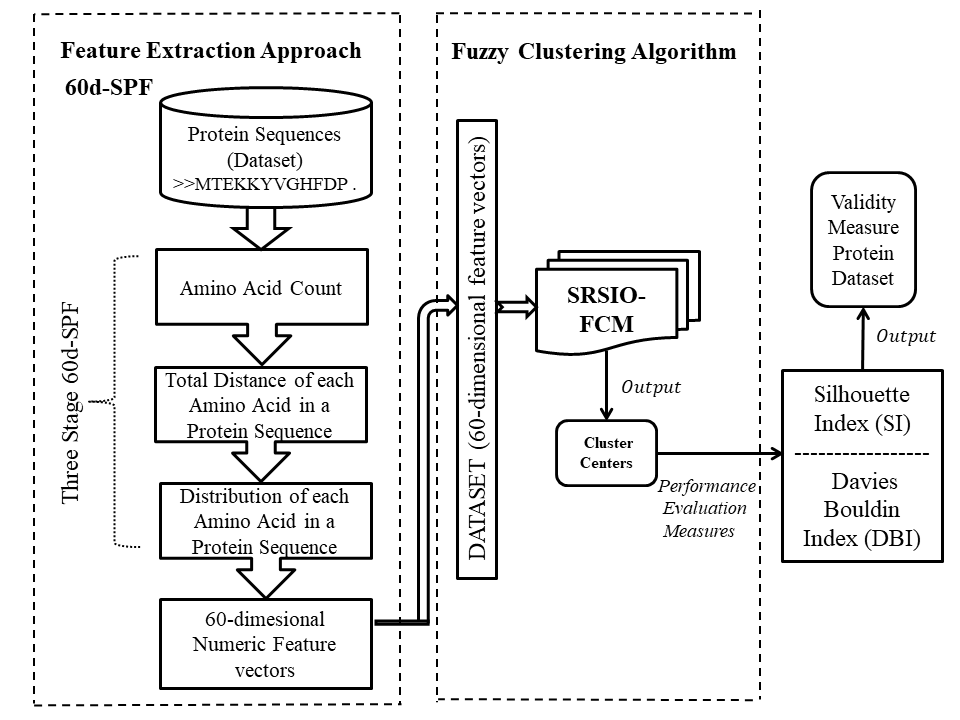 Feature Extraction Approach
60d-SPF
Protein Sequences
(Dataset)
>>MTEKKYVGHFDP .
Amino Acid Count
Total Distance of each
Amino Acid in a
Protein Sequence
Distribution of each
Amino Acid in a
Protein Sequence
60-dimesional
Numeric Feature
vectors
Three Stage 60d-SPF
Fuzzy Clustering Algorithm
DATASET (60-dimensional feature vectors)
SRSIO-
FCM
Output
Cluster
Centers
Performance
Evaluation
Measures
Silhouette
Index (SI)
Davies
Bouldin
Index (DBI)
Output
Validity
Measure
Protein
Dataset